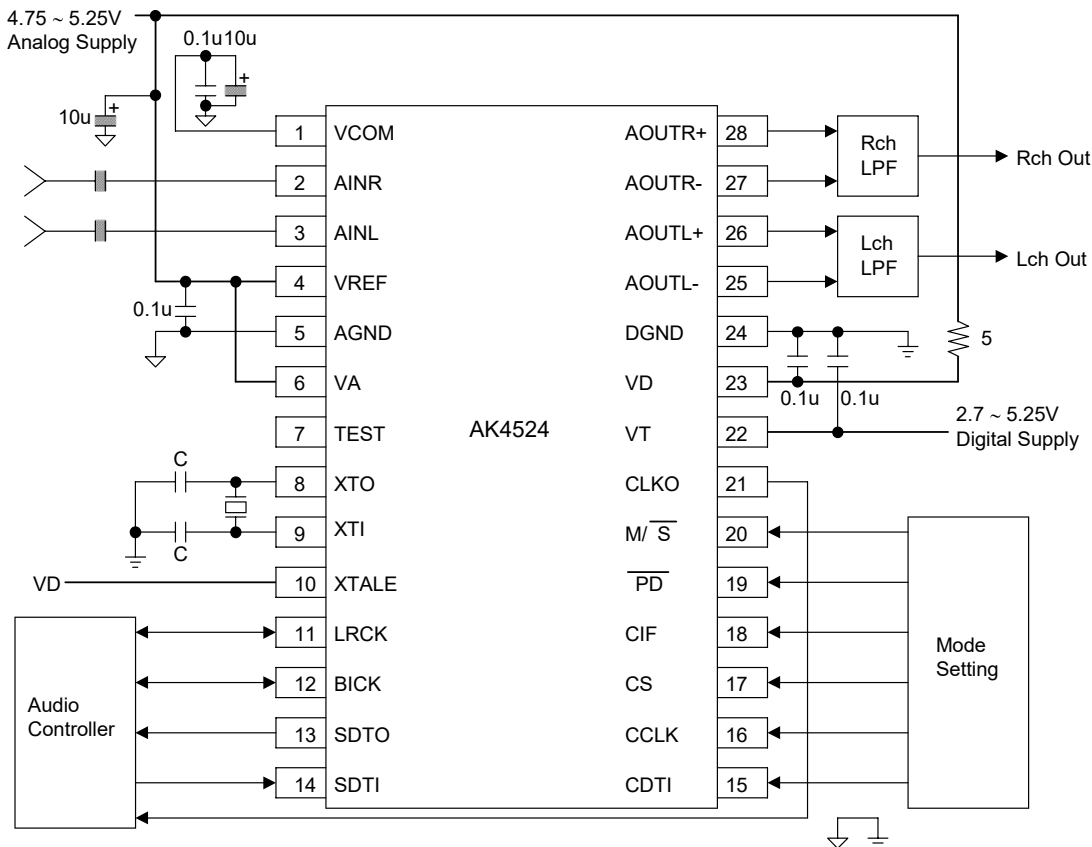 4.75 ~ 5.25V
Analog Supply
0.1u10u
+
10u
+
1 VCOM
2 AINR
3 AINL
4 VREF
0.1u
5 AGND
6 VA
7 TEST
C
8 XTO
9 XTI
C
VD
10 XTALE
11 LRCK
12 BICK
13 SDTO
14 SDTI
Audio
Controller
AK4524
AOUTR+ 28
AOUTR- 27
AOUTL+ 26
AOUTL- 25
DGND 24
VD 23
VT 22
CLKO 21
M/ S 20
PD 19
CIF 18
CS 17
CCLK 16
CDTI 15
Rch
LPF
Rch Out
Lch
LPF
Lch Out
5
0.1u 0.1u
2.7 ~ 5.25V
Digital Supply
Mode
Setting